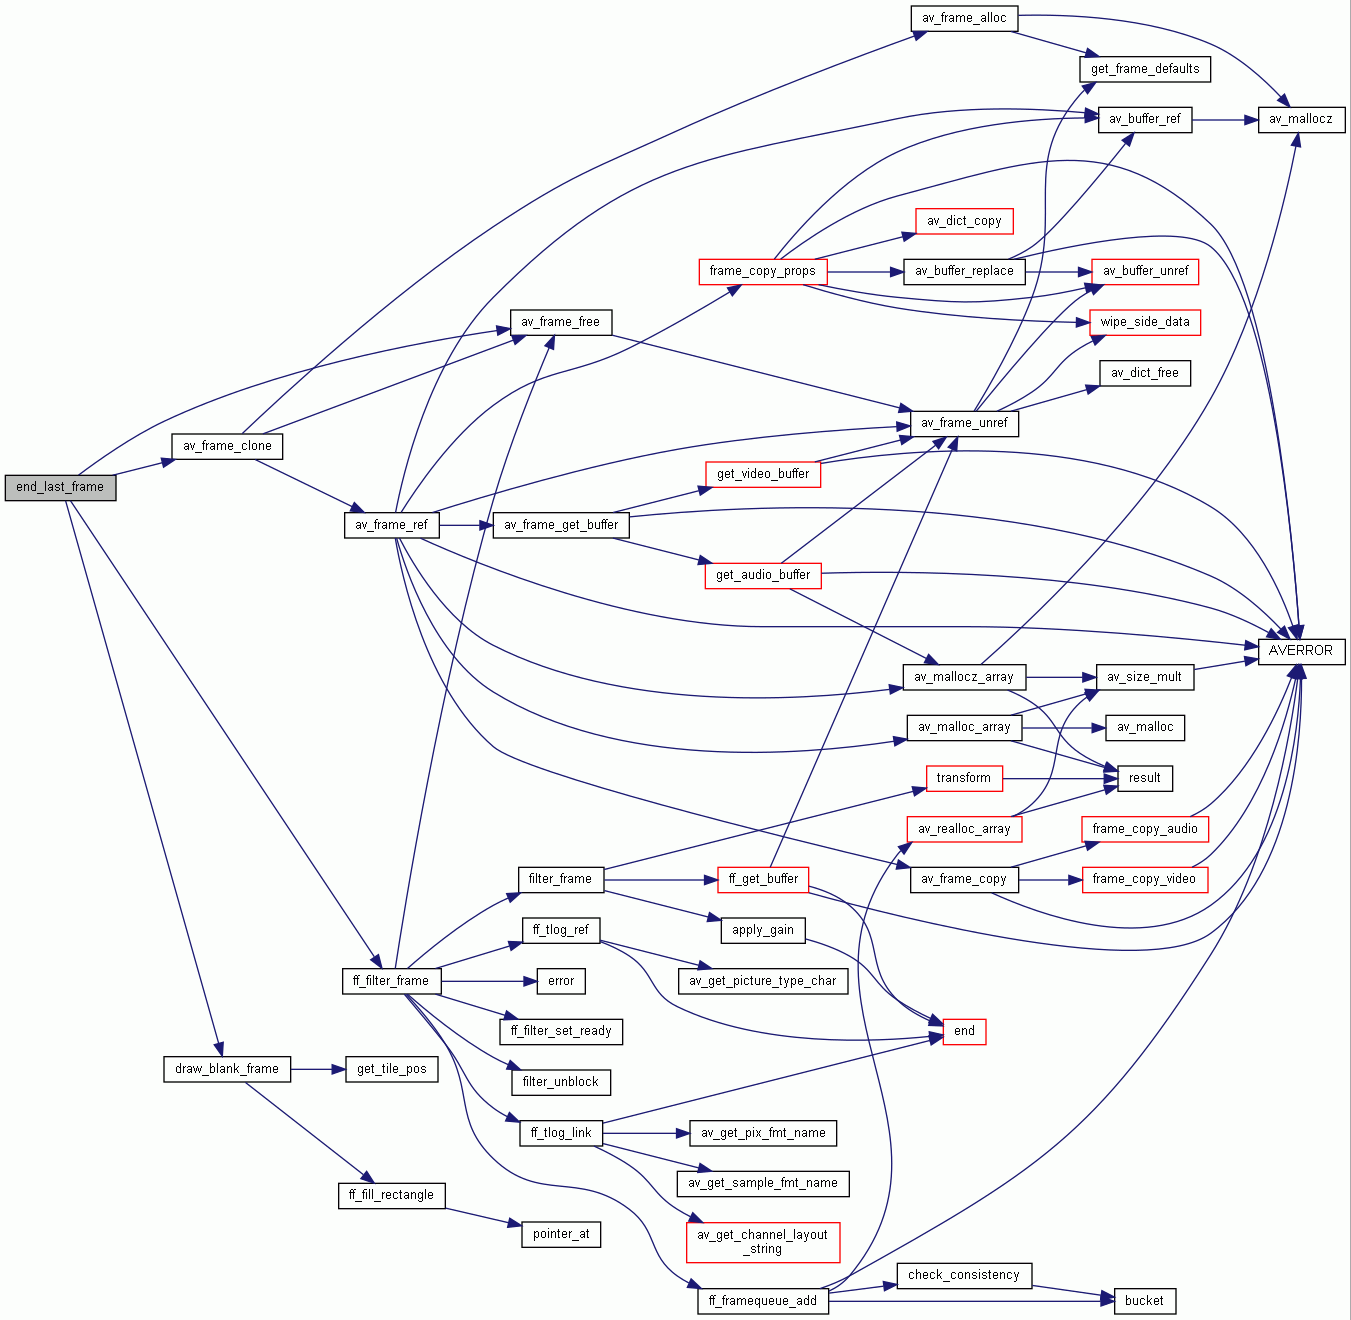 av_frame_alloc
get_frame_defaults
av_buffer_ref
av_mallocz
av_dict_copy
frame_copy_props
av_buffer_replace
av_buffer_unref
av_frame_free
wipe_side_data
av_dict_free
av_frame_unref
av_frame_clone
get_video_buffer
end_last_frame
av_frame_ref
av_frame_get_buffer
get_audio_buffer
AVERROR
av_mallocz_array
av_size_mult
av_malloc_array
av_malloc
transform
result
av_realloc_array
frame_copy_audio
filter_frame
ff_get_buffer
av_frame_copy
frame_copy_video
ff_tlog_ref
apply_gain
ff_filter_frame
error
av_get_picture_type_char
ff_filter_set_ready
end
draw_blank_frame
get_tile_pos
filter_unblock
ff_tlog_link
av_get_pix_fmt_name
av_get_sample_fmt_name
ff_fill_rectangle
pointer_at
av_get_channel_layout
_string
check_consistency
ff_framequeue_add
bucket